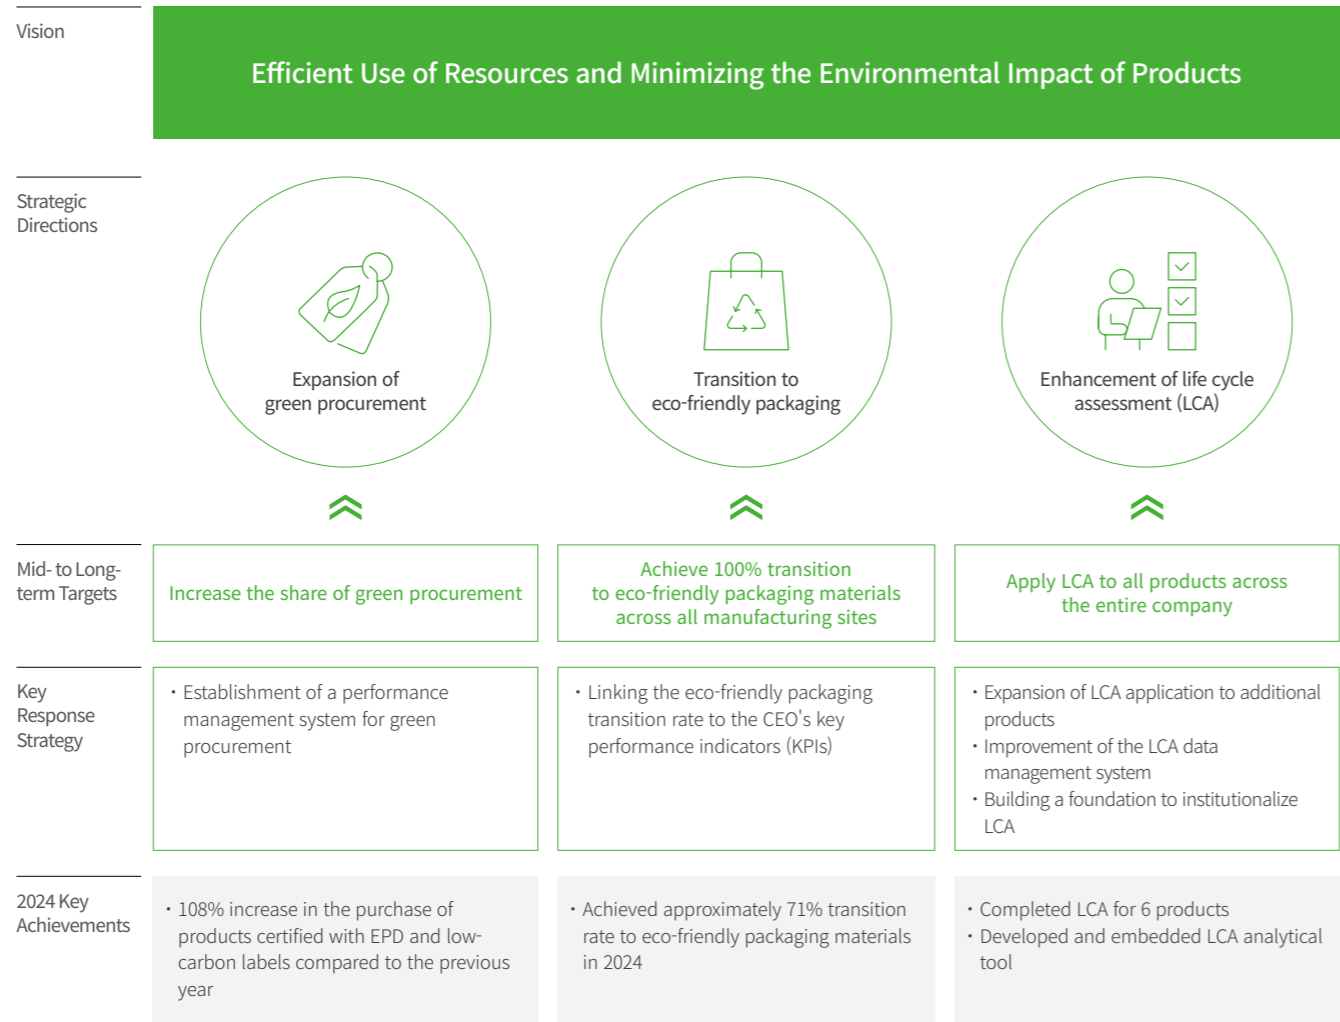 Vision
Efficient Use of Resources and Minimizing the Environmental Impact of Products
Strategic
Directions
Expansion of
green procurement
Transition to
eco-friendly packaging
Enhancement of life cycle
assessment (LCA)
Mid- to Long-
term Targets
Increase the share of green procurement
Achieve 100% transition
to eco-friendly packaging materials
across all manufacturing sites
Apply LCA to all products across
the entire company
Key
Response
Strategy
・Establishment of a performance
management system for green
procurement
・Linking the eco-friendly packaging
transition rate to the CEO's key
performance indicators (KPIs)
・Expansion of LCA application to additional
products
・Improvement of the LCA data
management system
・Building a foundation to institutionalize
LCA
2024 Key
Achievements
・108% increase in the purchase of
products certified with EPD and low-
carbon labels compared to the previous
year
・Achieved approximately 71% transition
rate to eco-friendly packaging materials
in 2024
・Completed LCA for 6 products
・Developed and embedded LCA analytical
tool